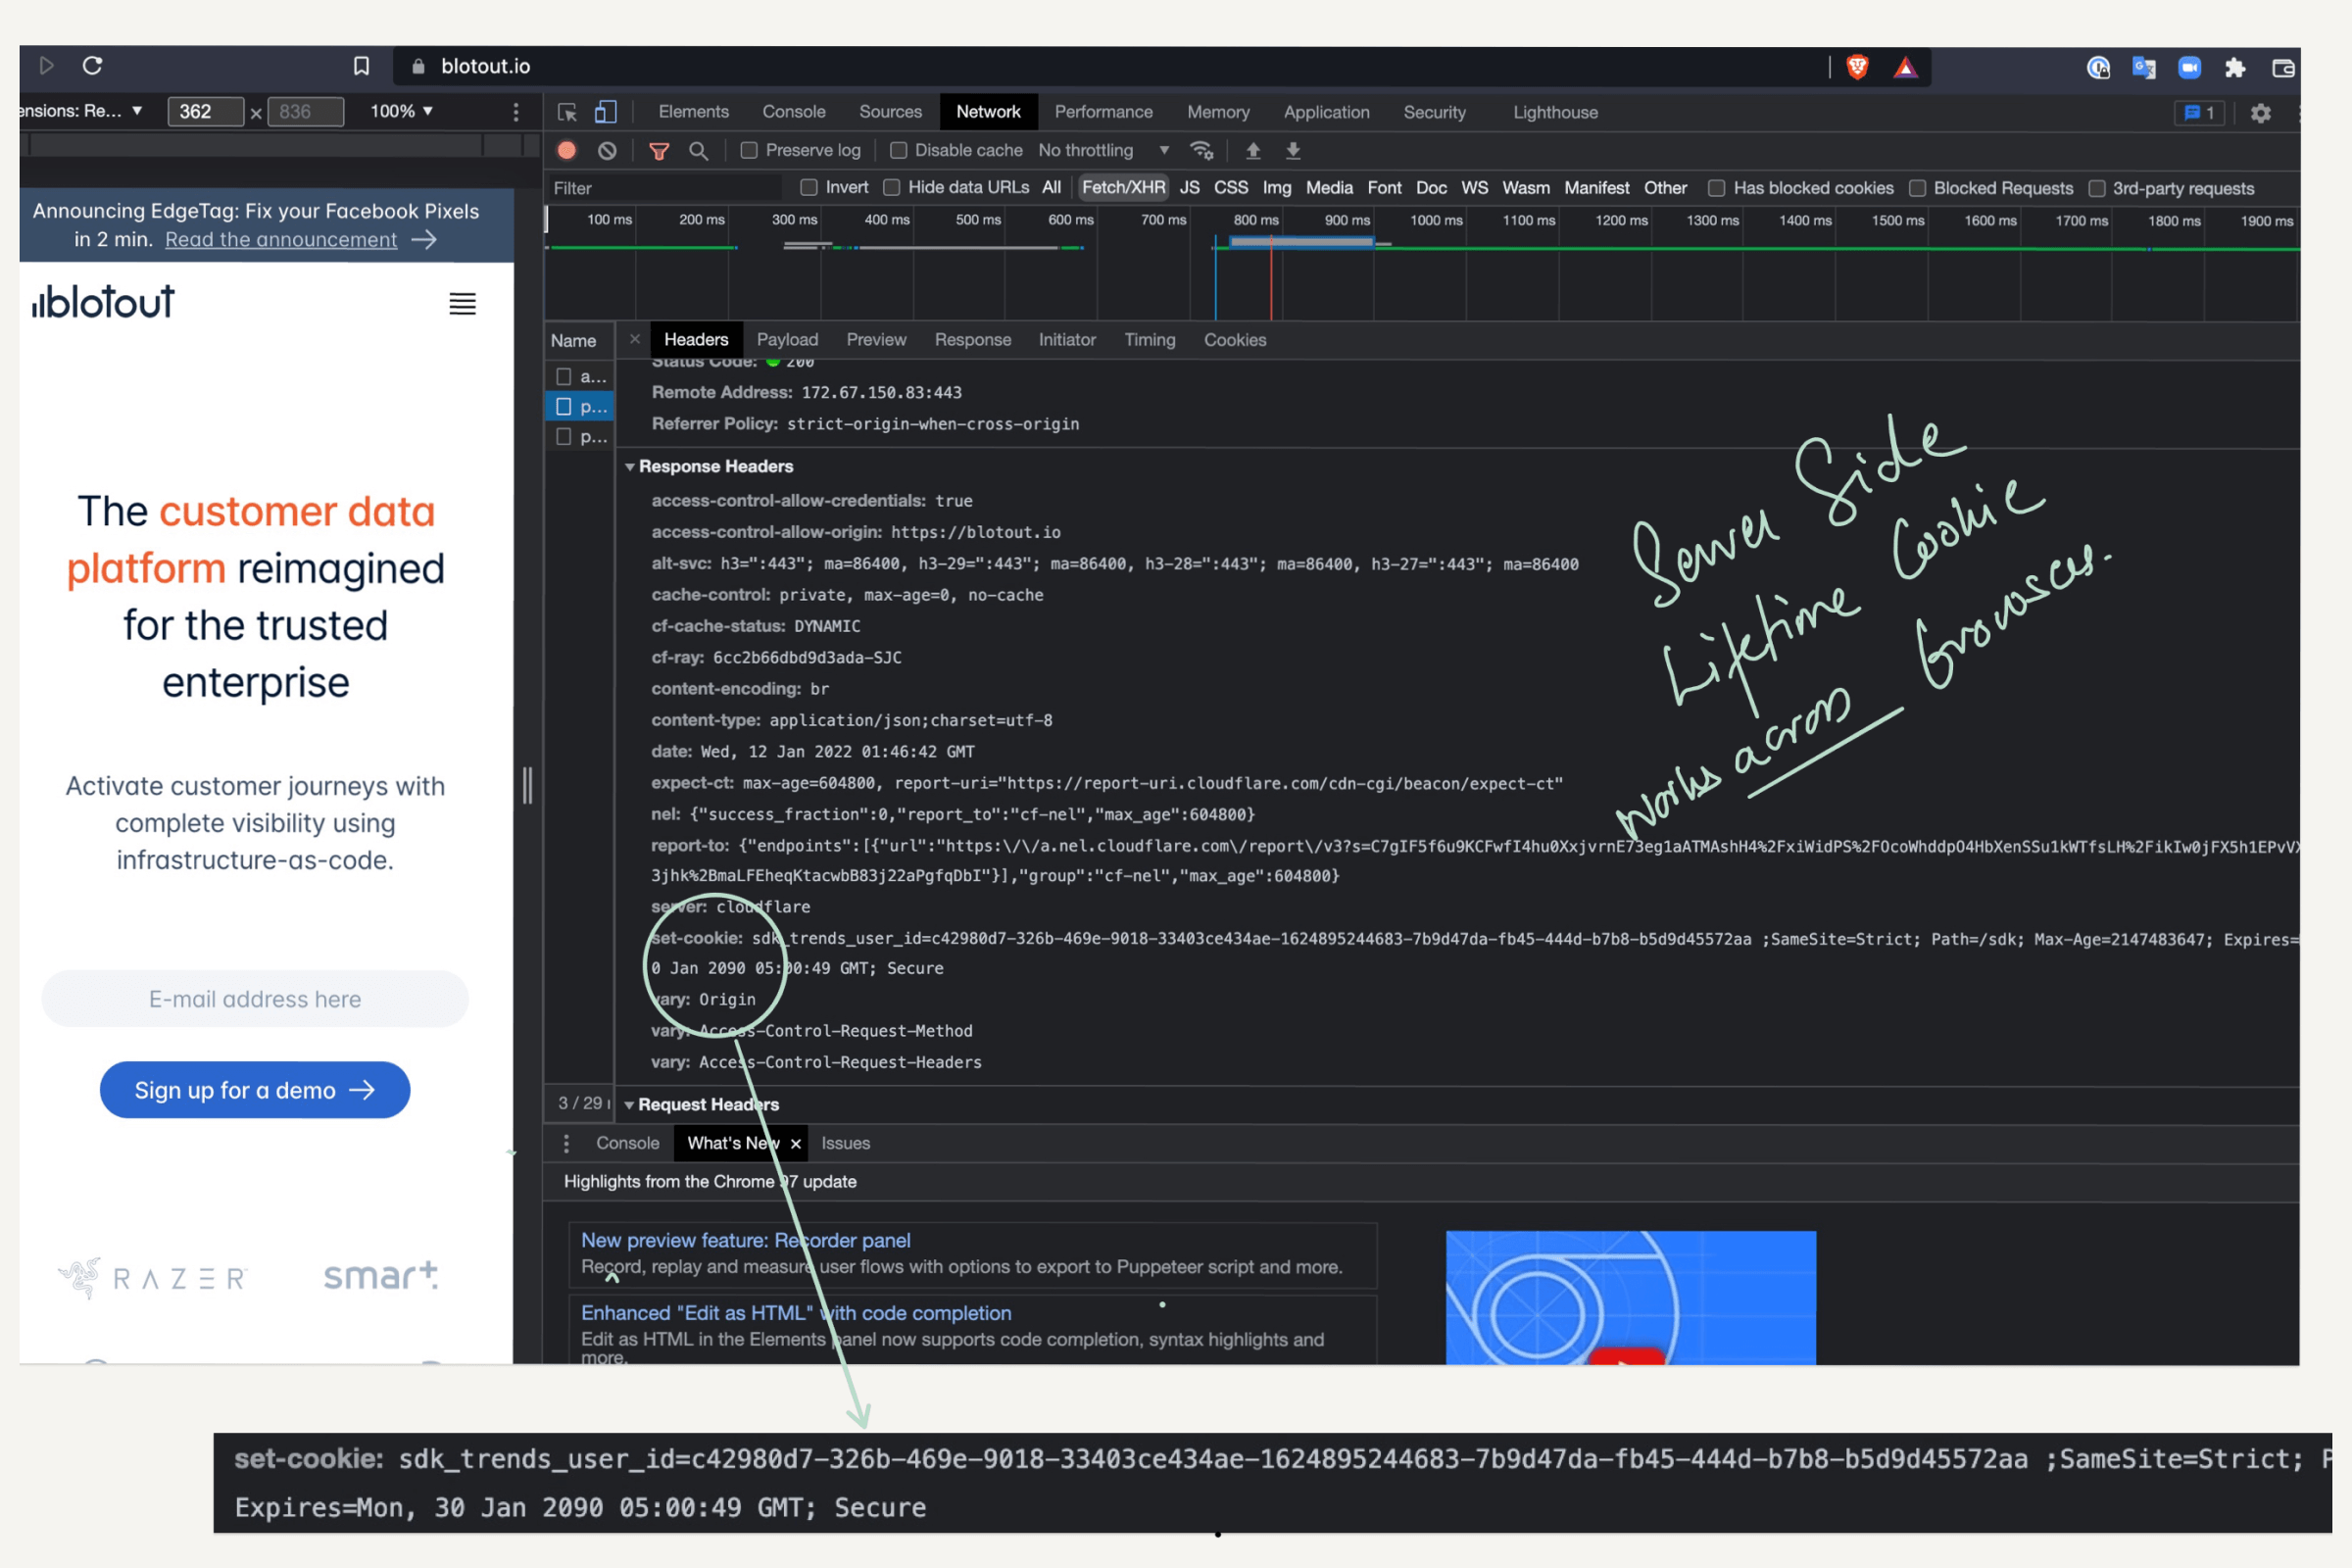 blotout.io
ensions: Re... ▼ 362 × 836 100% ▼
Elements Console Sources Network Performance Memory Application Security Lighthouse 1
Preserve log Disable cache No throttling ▼
Filter Invert Hide data URLs All Fetch/XHR JS CSS Img Media Font Doc WS Wasm Manifest Other Has blocked cookies Blocked Requests 3rd-party requests
100 ms 200 ms 300 ms 400 ms 500 ms 600 ms 700 ms 800 ms 900 ms 1000 ms 1100 ms 1200 ms 1300 ms 1400 ms 1500 ms 1600 ms 1700 ms 1800 ms 1900 ms
Announcing EdgeTag: Fix your Facebook Pixels
in 2 min. Read the announcement →
blotout
The customer data
platform reimagined
for the trusted
enterprise
Activate customer journeys with
complete visibility using
infrastructure-as-code.
E-mail address here
Sign up for a demo →
RAZER smart
Name × Headers Payload Preview Response Initiator Timing Cookies
a...
p...
p...
3 / 29
Status Code: 200
Remote Address: 172.67.150.83:443
Referrer Policy: strict-origin-when-cross-origin
Response Headers
access-control-allow-credentials: true
access-control-allow-origin: https://blotout.io
alt-svc: h3=":443"; ma=86400, h3-29=":443"; ma=86400, h3-28=":443"; ma=86400, h3-27=":443"; ma=86400
cache-control: private, max-age=0, no-cache
cf-cache-status: DYNAMIC
cf-ray: 6cc2b66dbd9d3ada-SJC
content-encoding: br
content-type: application/json;charset=utf-8
date: Wed, 12 Jan 2022 01:46:42 GMT
expect-ct: max-age=604800, report-uri="https://report-uri.cloudflare.com/cdn-cgi/beacon/expect-ct"
nel: {"success_fraction":0,"report_to":"cf-nel","max_age":604800}
report-to: {"endpoints":[{"url":"https:\/\/a.nel.cloudflare.com\/report\/v3?s=C7gIF5f6u9KCFwfI4hu0XxjvrnE73eg1aATMAshH4%2FxiWidPS%2FOcoWhddpO4HbXenSSu1kWTfsLH%2FikIw0jFX5h1EPvVX
3jhk%2BmaLFEheqKtacwbB83j22aPgfqDbI"}],"group":"cf-nel","max_age":604800}
server: cloudflare
set-cookie: sdk_trends_user_id=c42980d7-326b-469e-9018-33403ce434ae-1624895244683-7b9d47da-fb45-444d-b7b8-b5d9d45572aa ;SameSite=Strict; Path=/sdk; Max-Age=2147483647; Expires=
0 Jan 2090 05:00:49 GMT; Secure
vary: Origin
vary: Access-Control-Request-Method
vary: Access-Control-Request-Headers
Request Headers
Server Side
Lifetime Cookie
works across browsers.
Console What's New × Issues
Highlights from the Chrome 97 update
New preview feature: Recorder panel
Record, replay and measure user flows with options to export to Puppeteer script and more.
Enhanced "Edit as HTML" with code completion
Edit as HTML in the Elements panel now supports code completion, syntax highlights and
more.
set-cookie: sdk_trends_user_id=c42980d7-326b-469e-9018-33403ce434ae-1624895244683-7b9d47da-fb45-444d-b7b8-b5d9d45572aa ;SameSite=Strict; P
Expires=Mon, 30 Jan 2090 05:00:49 GMT; Secure